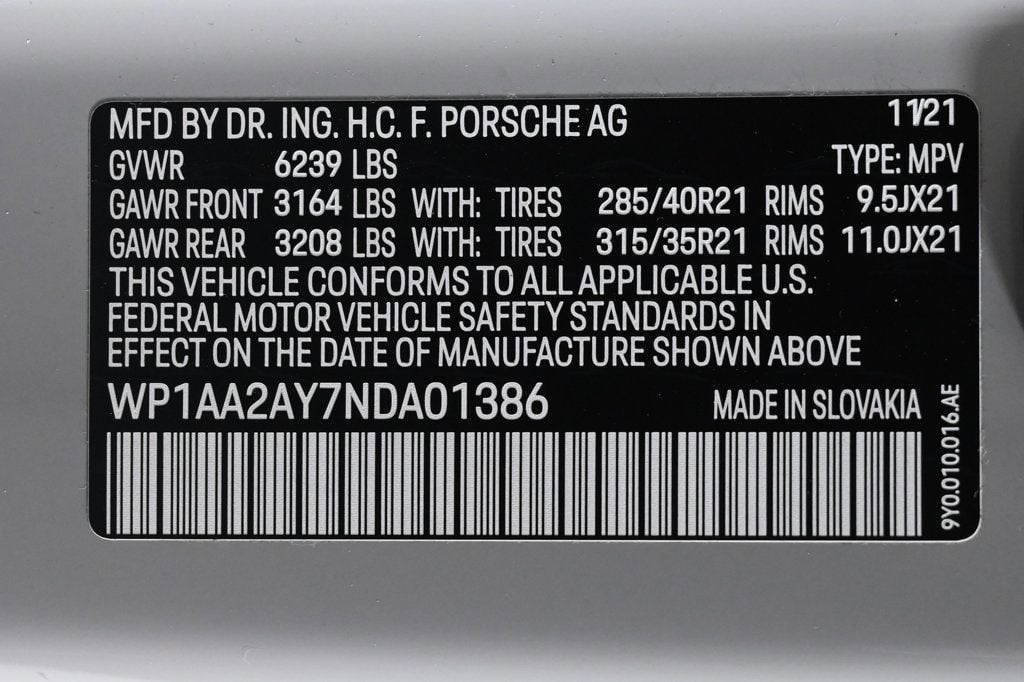 MFD BY DR. ING. H.C. F. PORSCHE AG 11/21
GVWR 6239 LBS TYPE: MPV
GAWR FRONT 3164 LBS WITH: TIRES 285/40R21 RIMS 9.5JX21
GAWR REAR 3208 LBS WITH: TIRES 315/35R21 RIMS 11.0JX21
THIS VEHICLE CONFORMS TO ALL APPLICABLE U.S.
FEDERAL MOTOR VEHICLE SAFETY STANDARDS IN
EFFECT ON THE DATE OF MANUFACTURE SHOWN ABOVE
WP1AA2AY7NDA01386 MADE IN SLOVAKIA
9Y0.010.016.AE